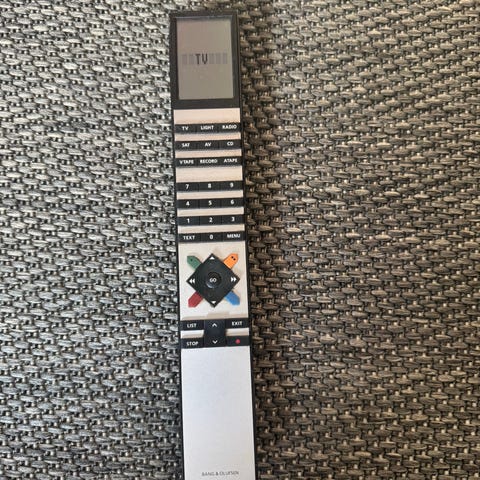 TV
TV LIGHT RADIO
SAT AV CD
V TAPE RECORD A TAPE
7 8 9
4 5 6
1 2 3
TEXT 0 MENU
GO
LIST EXIT
STOP
BANG & OLUFSEN